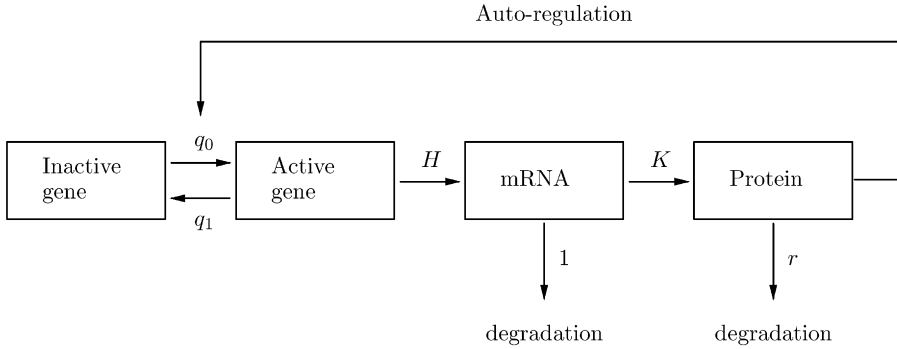 Auto-regulation
q0
Inactive
gene
Active
gene
q1
H
mRNA
K
Protein
1
r
degradation
degradation